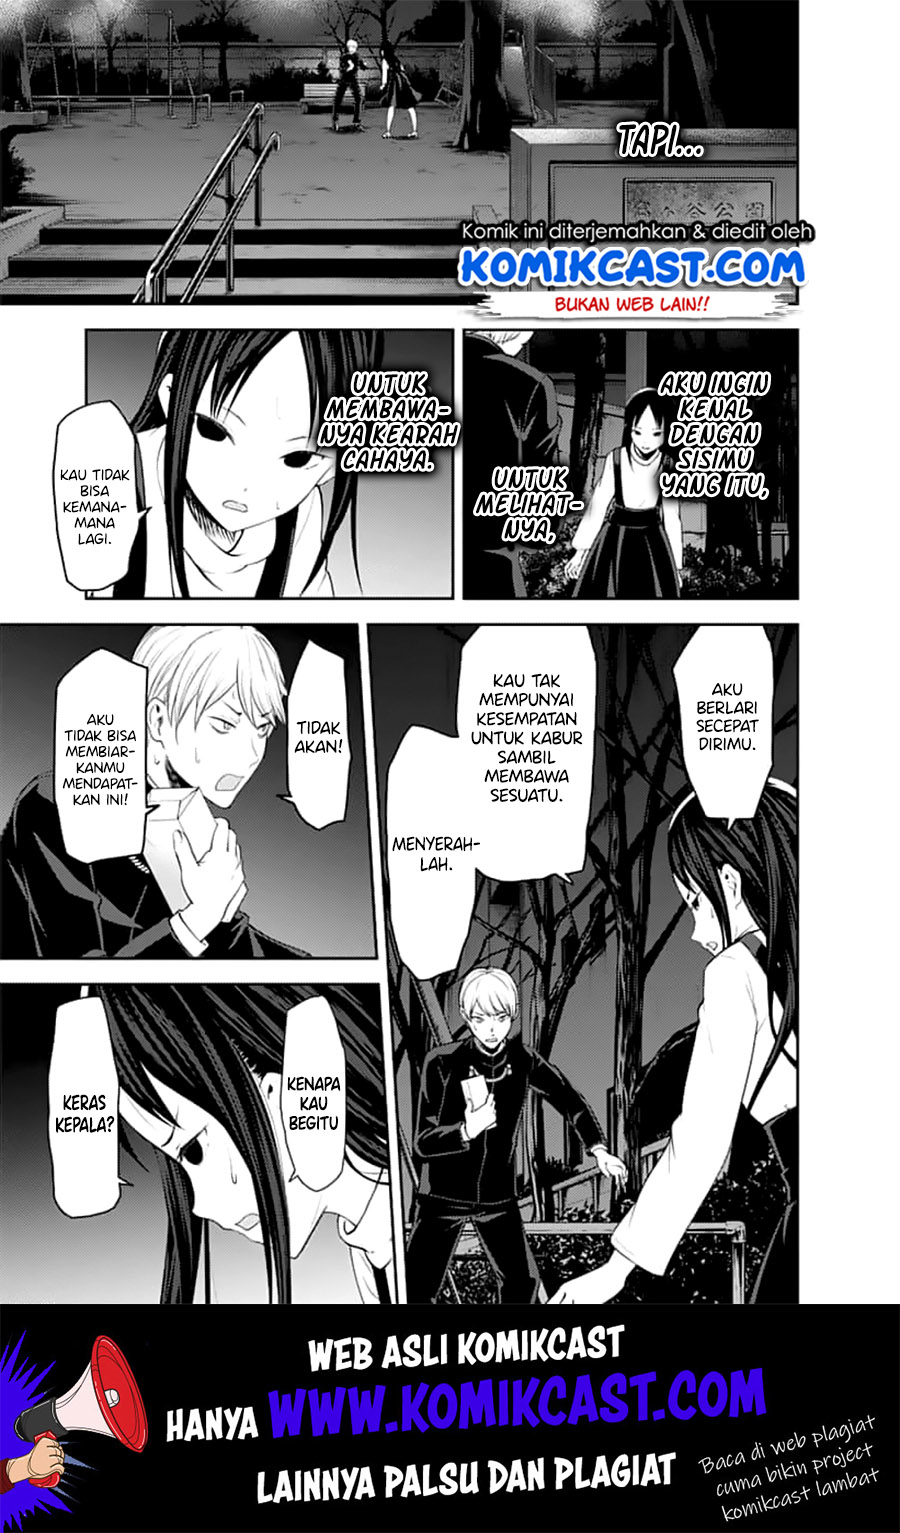 TAPI...
Komik ini diterjemahkan & diedit oleh
KOMIKCAST.COM
BUKAN WEB LAIN!!
AKU INGIN
KENAL
DENGAN
SISIMU
YANG ITU,
UNTUK
MELIHAT-
NYA,
UNTUK
MEMBAWA-
NYA KEARAH
CAHAYA.
KAU TIDAK
BISA
KEMANA-
MANA
LAGI.
AKU
BERLARI
SECEPAT
DIRIMU.
KAU TAK
MEMPUNYAI
KESEMPATAN
UNTUK KABUR
SAMBIL
MEMBAWA
SESUATU.
MENYERAH-
LAH.
TIDAK
AKAN!
AKU
TIDAK BISA
MEMBIAR-
KANMU
MENDAPAT-
KAN INI!
KENAPA
KAU
BEGITU
KERAS
KEPALA?
WEB ASLI KOMIKCAST
HANYA WWW.KOMIKCAST.COM
LAINNYA PALSU DAN PLAGIAT
Baca di web plagiat
cuma bikin project
komikcast lambat